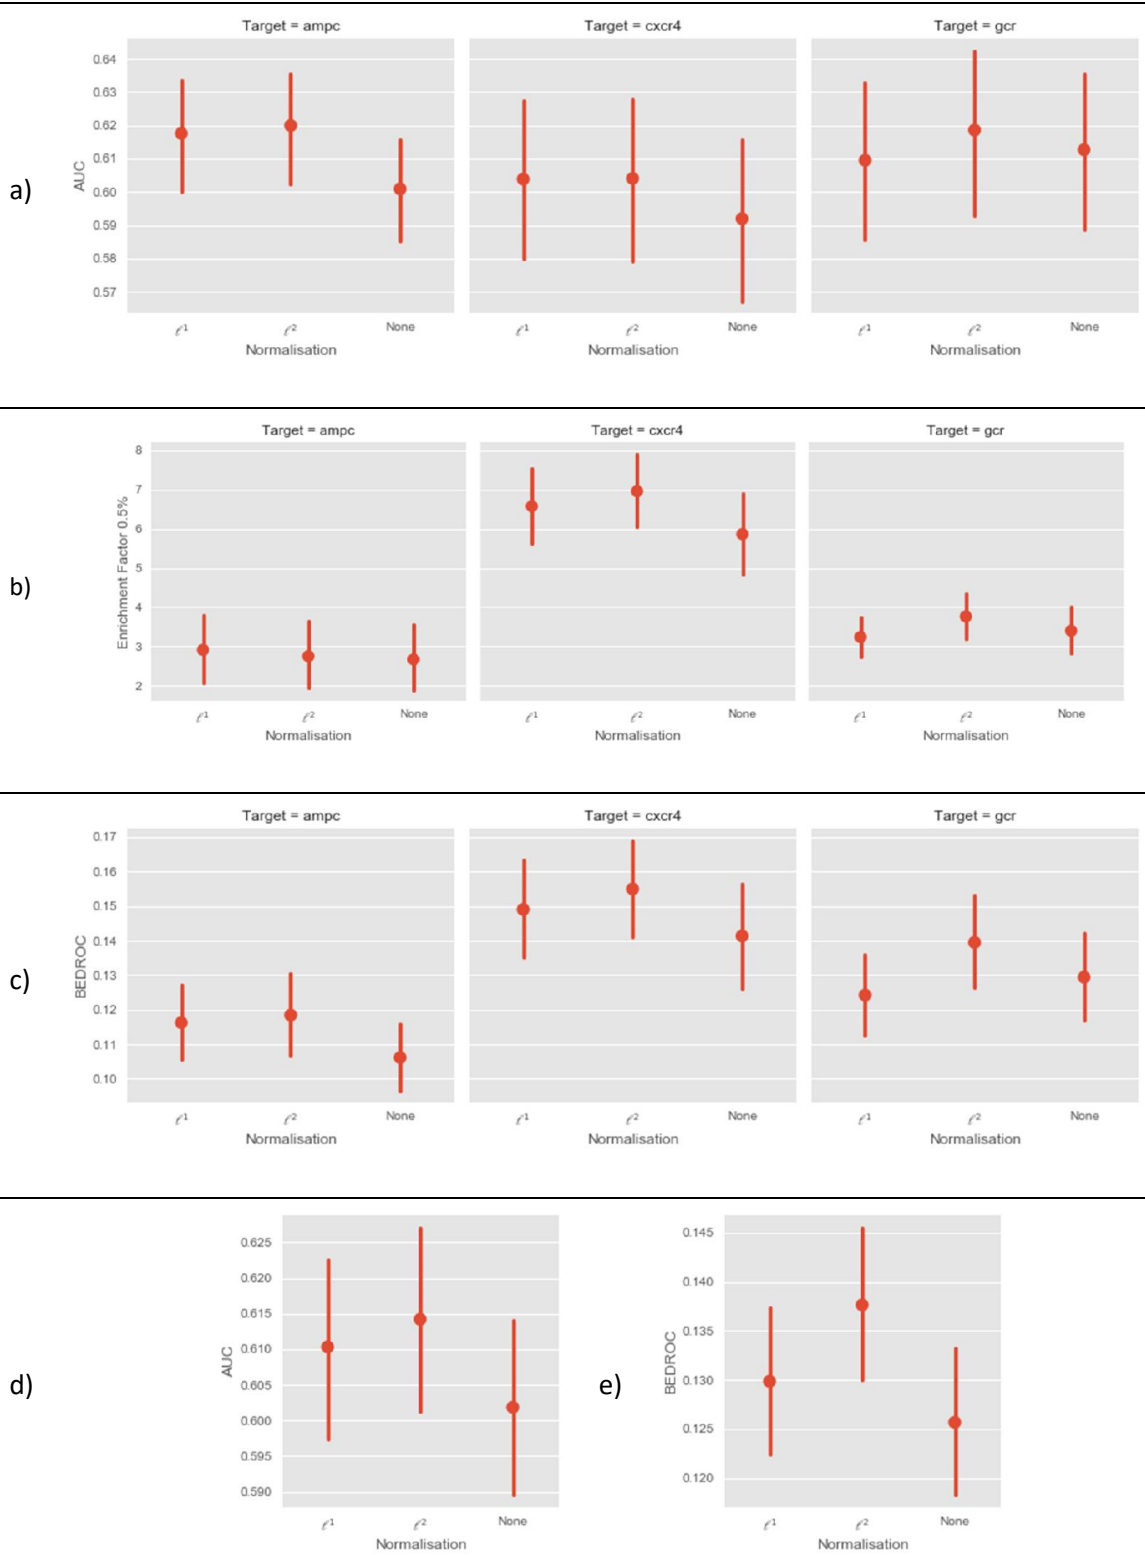 Target = ampc
Target = cxcr4
Target = gcr
a)
AUC
0.64
0.63
0.62
0.61
0.60
0.59
0.58
0.57
ℓ¹ ℓ² None
ℓ¹ ℓ² None
ℓ¹ ℓ² None
Normalisation
Normalisation
Normalisation
Target = ampc
Target = cxcr4
Target = gcr
b)
Enrichment Factor 0.5%
8
7
6
5
4
3
2
ℓ¹ ℓ² None
ℓ¹ ℓ² None
ℓ¹ ℓ² None
Normalisation
Normalisation
Normalisation
Target = ampc
Target = cxcr4
Target = gcr
c)
BEDROC
0.17
0.16
0.15
0.14
0.13
0.12
0.11
0.10
ℓ¹ ℓ² None
ℓ¹ ℓ² None
ℓ¹ ℓ² None
Normalisation
Normalisation
Normalisation
d)
AUC
0.625
0.620
0.615
0.610
0.605
0.600
0.595
0.590
ℓ¹ ℓ² None
Normalisation
e)
BEDROC
0.145
0.140
0.135
0.130
0.125
0.120
ℓ¹ ℓ² None
Normalisation